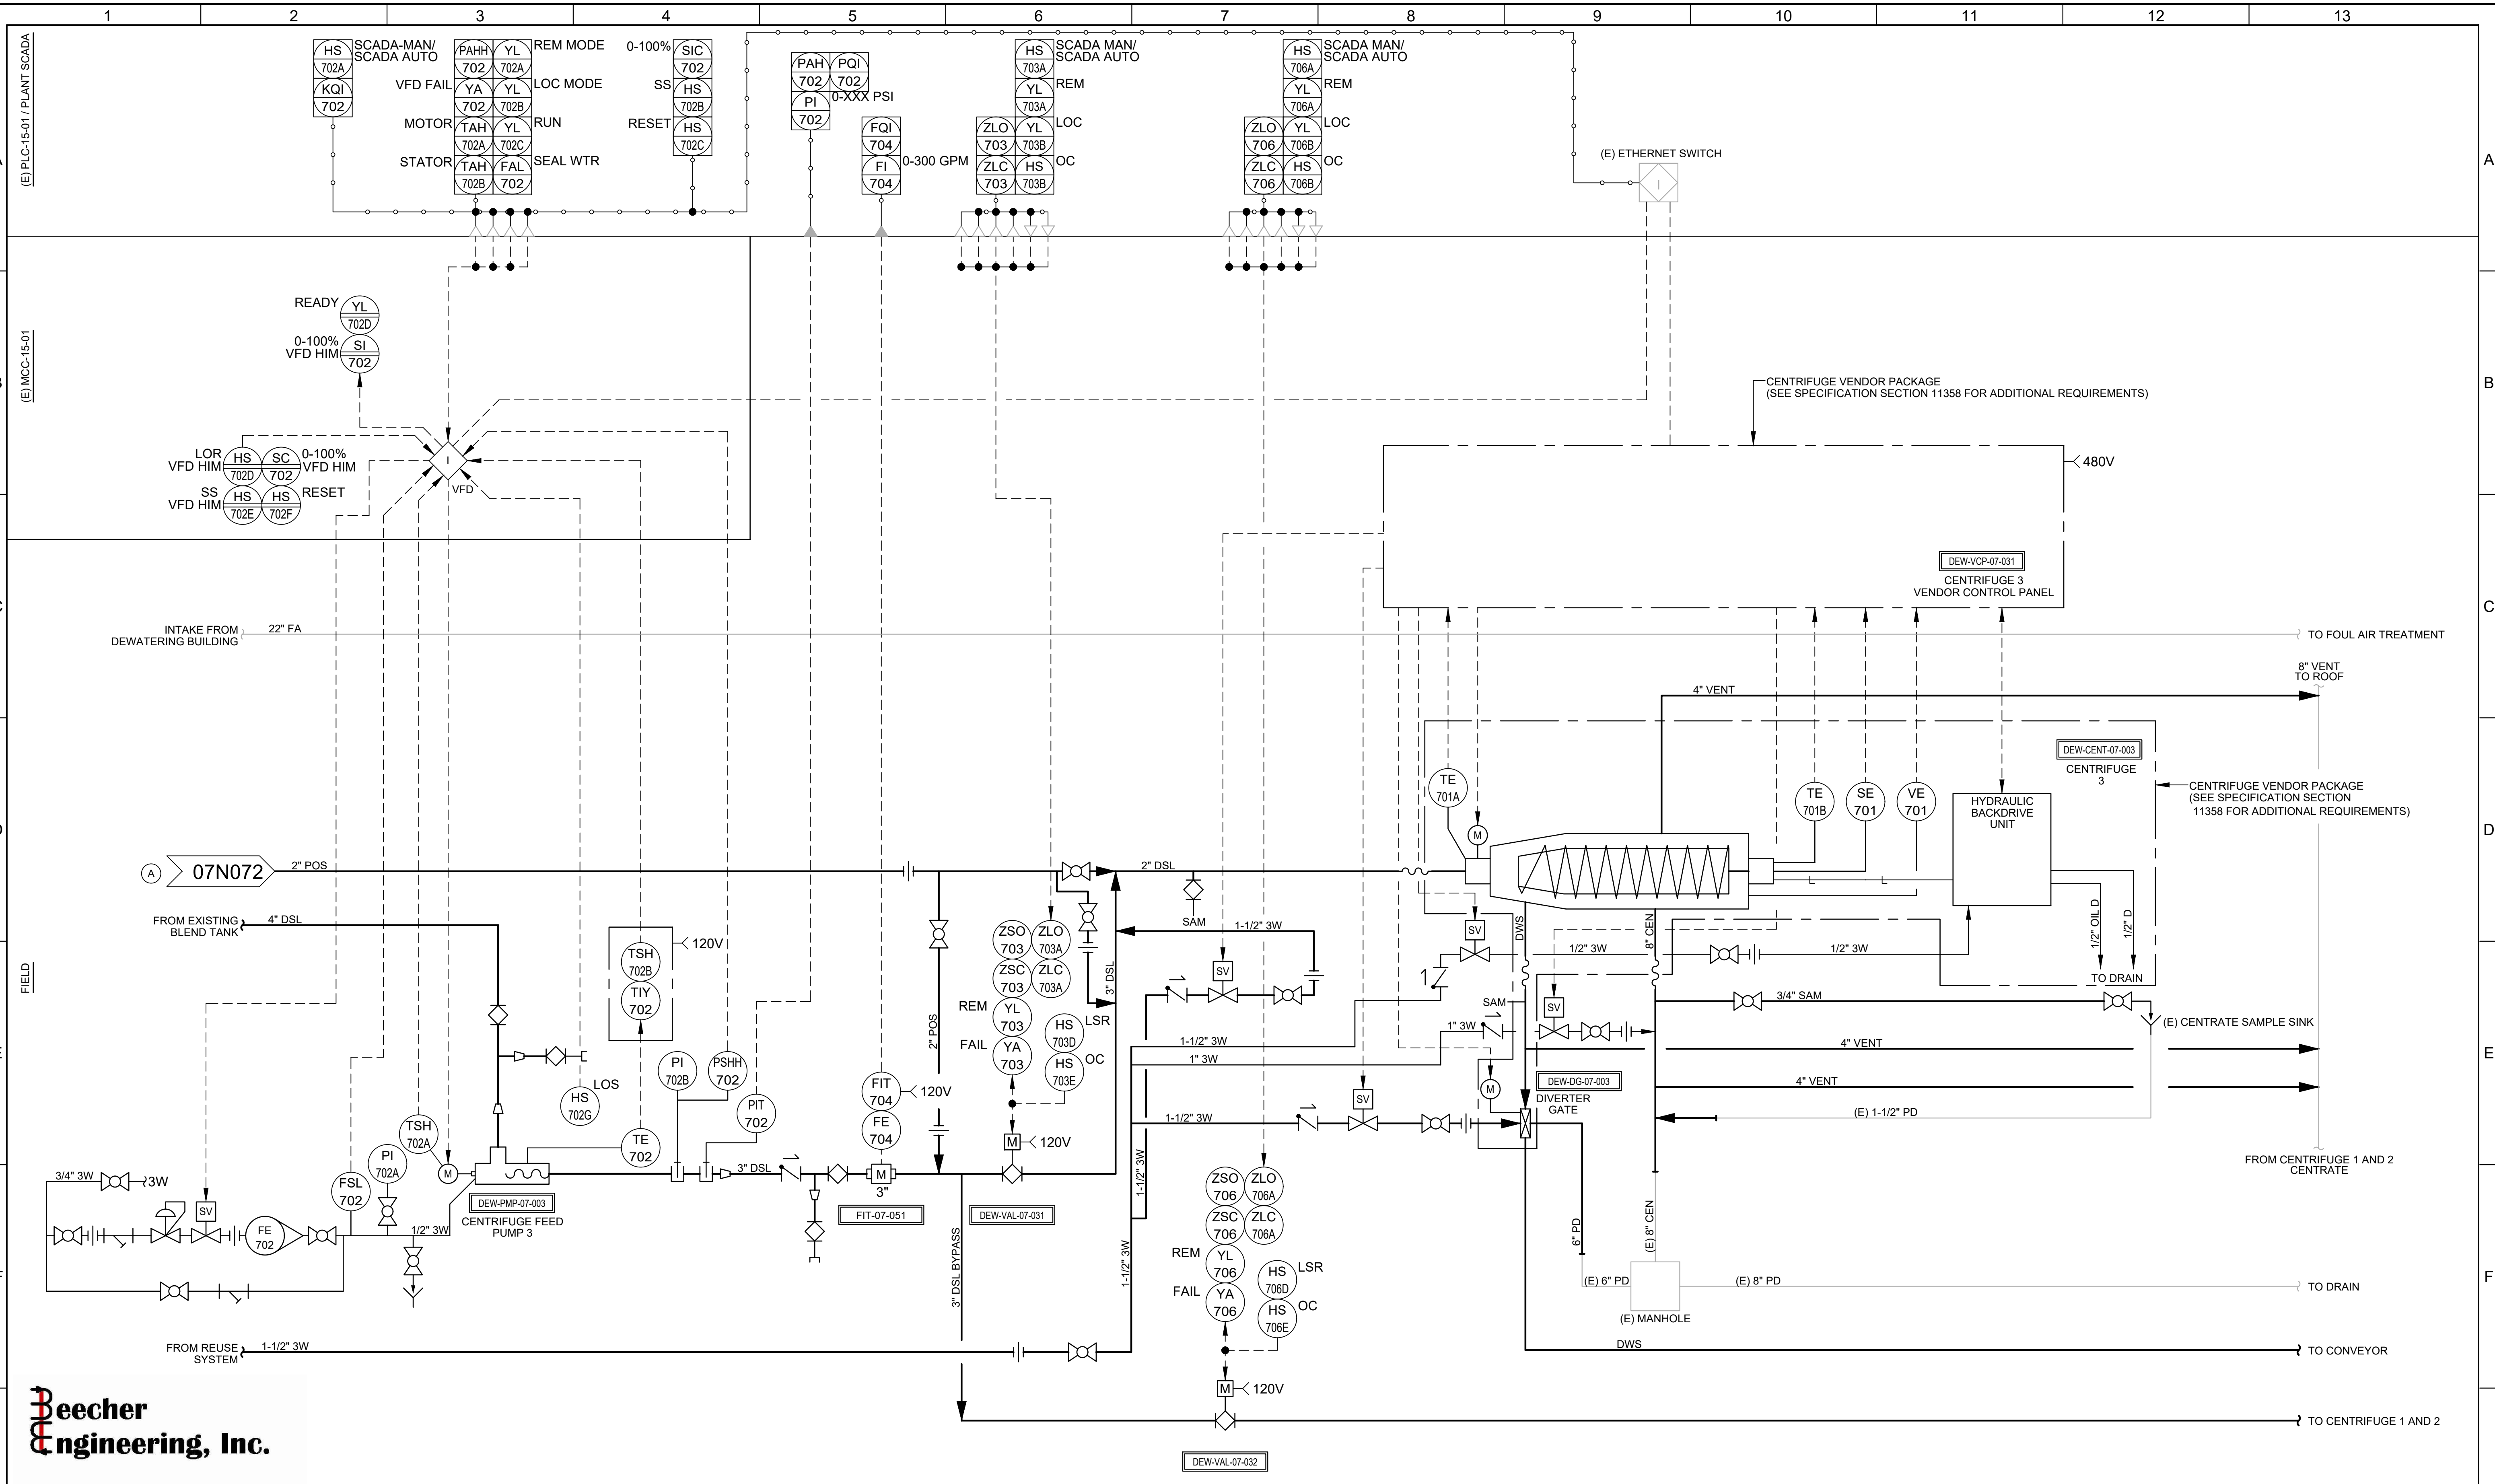 1 2 3 4 5 6 7 8 9 10 11 12 13
(E) PLC-15-01 / PLANT SCADA
HS
702A
SCADA-MAN/
SCADA AUTO
KQI
702
PAHH
702
YL
702A
REM MODE
VFD FAIL
YA
702
YL
702B
LOC MODE
MOTOR
TAH
702A
YL
702C
RUN
STATOR
TAH
702B
FAL
702
SEAL WTR
0-100%
SIC
702
SS
HS
702B
RESET
HS
702C
PAH
702
PQI
702
PI
702
0-XXX PSI
FQI
704
FI
704
0-300 GPM
HS
703A
SCADA MAN/
SCADA AUTO
YL
703A
REM
ZLO
703
YL
703B
LOC
ZLC
703
HS
703B
OC
HS
706A
SCADA MAN/
SCADA AUTO
YL
706A
REM
ZLO
706
YL
706B
LOC
ZLC
706
HS
706B
OC
(E) ETHERNET SWITCH
I
A
A
(E) MCC-15-01
READY
YL
702D
0-100%
VFD HIM
SI
702
LOR
VFD HIM
HS
702D
SC
702
0-100%
VFD HIM
SS
VFD HIM
HS
702E
HS
702F
RESET
I
VFD
CENTRIFUGE VENDOR PACKAGE
(SEE SPECIFICATION SECTION 11358 FOR ADDITIONAL REQUIREMENTS)
480V
B
B
DEW-VCP-07-031
CENTRIFUGE 3
VENDOR CONTROL PANEL
C
C
INTAKE FROM
DEWATERING BUILDING
22" FA
TO FOUL AIR TREATMENT
8" VENT
TO ROOF
4" VENT
DEW-CENT-07-003
CENTRIFUGE
3
CENTRIFUGE VENDOR PACKAGE
(SEE SPECIFICATION SECTION
11358 FOR ADDITIONAL REQUIREMENTS)
TE
701A
M
TE
701B
SE
701
VE
701
HYDRAULIC
BACKDRIVE
UNIT
D
D
A
07N072
2" POS
2" DSL
SAM
FROM EXISTING
BLEND TANK
4" DSL
FIELD
TSH
702B
TIY
702
120V
2" POS
ZSO
703
ZLO
703A
ZSC
703
ZLC
703A
REM
YL
703
FAIL
YA
703
HS
703D
LSR
HS
703E
OC
M
120V
3" DSL
1-1/2" 3W
SV
SV
DWS
8" CEN
1/2" 3W
1/2" 3W
1/2" OIL D
1/2" D
TO DRAIN
SAM
SV
3/4" SAM
(E) CENTRATE SAMPLE SINK
1" 3W
1-1/2" 3W
1" 3W
4" VENT
4" VENT
M
DEW-DG-07-003
DIVERTER
GATE
(E) 1-1/2" PD
SV
1-1/2" 3W
E
E
HS
702G
LOS
PI
702B
PSHH
702
PIT
702
FIT
704
120V
FE
704
TSH
702A
TE
702
PI
702A
FSL
702
M
DEW-PMP-07-003
CENTRIFUGE FEED
PUMP 3
3" DSL
M
3"
FIT-07-051
DEW-VAL-07-031
3/4" 3W
3W
SV
FE
702
1/2" 3W
3" DSL BYPASS
1-1/2" 3W
1-1/2" 3W
ZSO
706
ZLO
706A
ZSC
706
ZLC
706A
REM
YL
706
FAIL
YA
706
HS
706D
LSR
HS
706E
OC
M
120V
6" PD
(E) 8" CEN
(E) 6" PD
(E) 8" PD
(E) MANHOLE
FROM CENTRIFUGE 1 AND 2
CENTRATE
TO DRAIN
F
F
FROM REUSE
SYSTEM
1-1/2" 3W
DWS
TO CONVEYOR
TO CENTRIFUGE 1 AND 2
DEW-VAL-07-032
Beecher
Engineering, Inc.